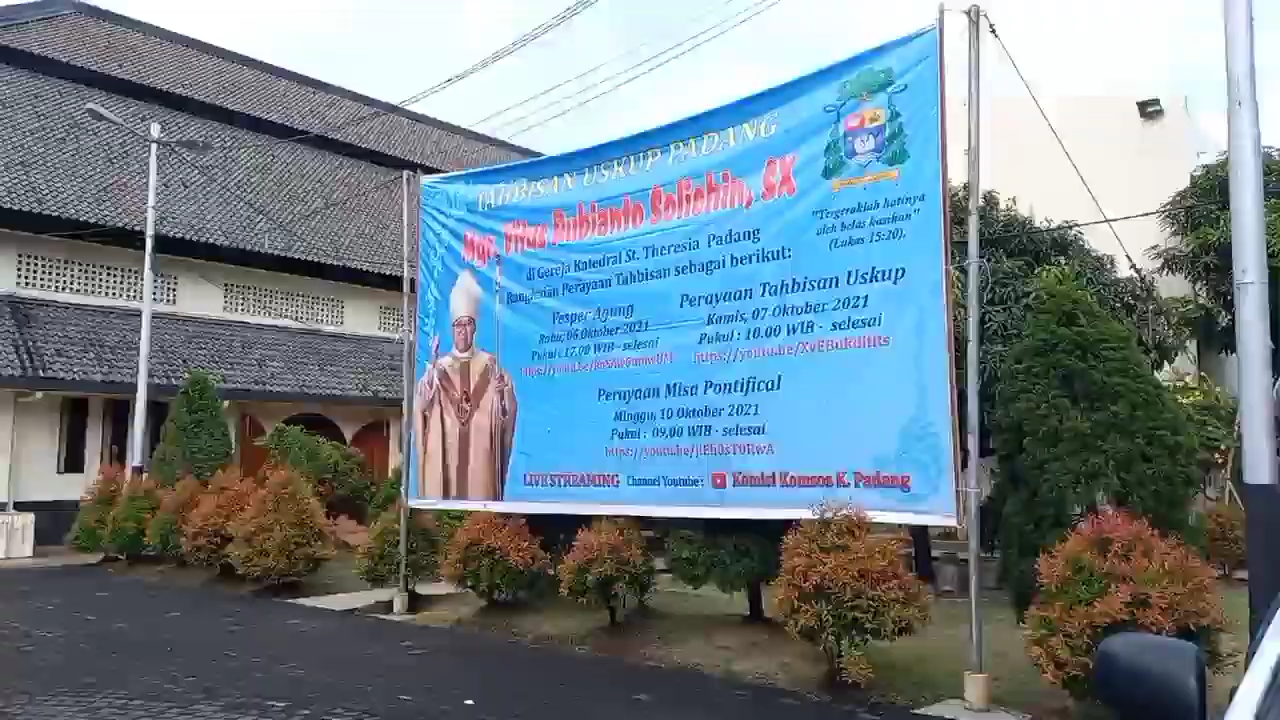 TAHBISAN USKUP PADANG
Mgr. Vitus Rubianto Solichin, SX
di Gereja Katedral St. Theresia Padang
Rangkaian Perayaan Tahbisan sebagai berikut:
"Tergeraklah hatinya
oleh belas kasihan"
(Lukas 15:20).
Vesper Agung
Rabu, 06 Oktober 2021
Pukul : 17.00 WIB - selesai
Perayaan Tahbisan Uskup
Kamis, 07 Oktober 2021
Pukul : 10.00 WIB - selesai
Perayaan Misa Pontifical
Minggu, 10 Oktober 2021
Pukul : 09.00 WIB - selesai
LIVE STREAMING Channel Youtube : Komisi Komsos K. Padang